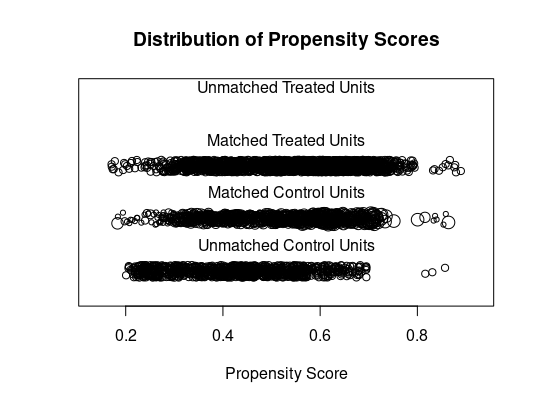 Distribution of Propensity Scores
Unmatched Treated Units
Matched Treated Units
Matched Control Units
Unmatched Control Units
0.2 0.4 0.6 0.8
Propensity Score